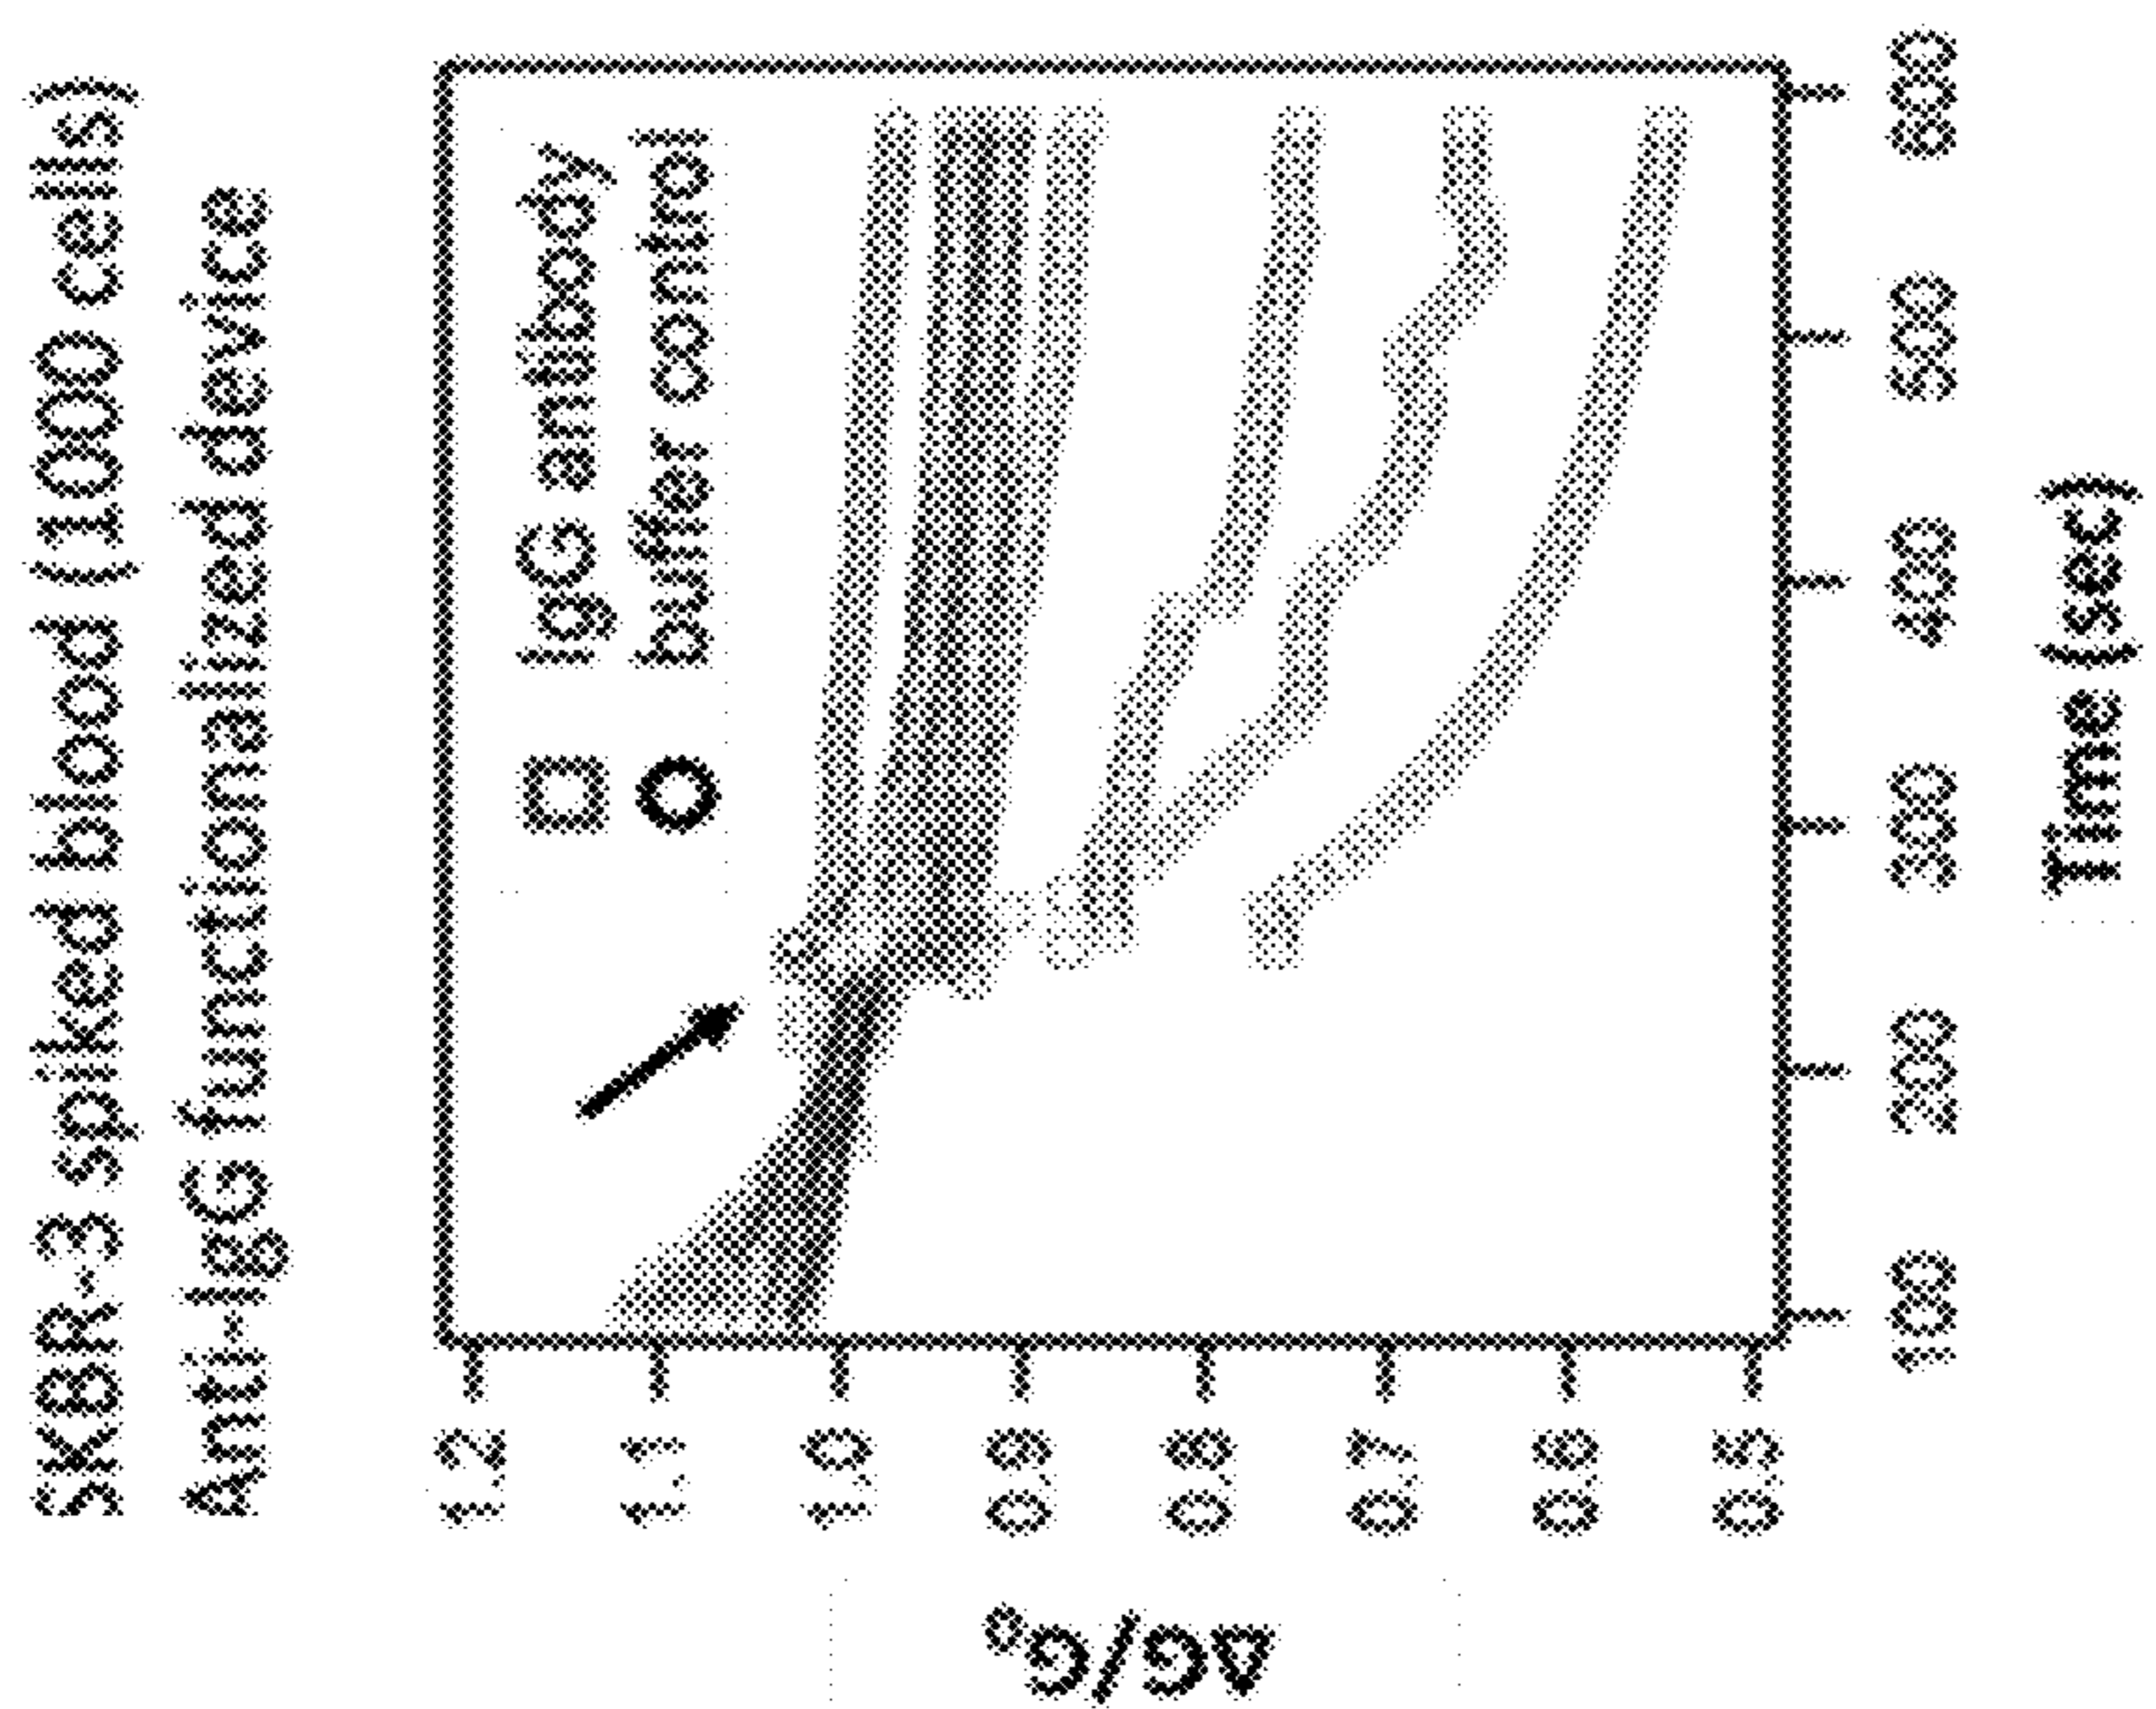 SKBR-3 spiked blood (1000 cells)
Anti-IgG functionalized device
IgG antibody
buffer control
1.2
1.1
1.0
0.9
0.8
0.7
0.6
0.5
ΔG/G₀
100 200 300 400 500 600
Time (sec)